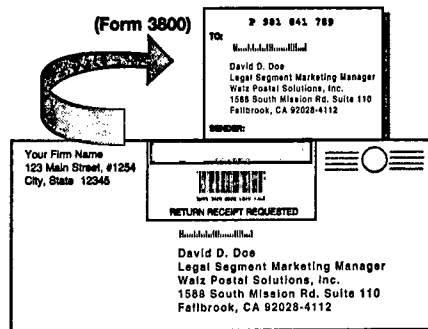 (Form 3800)
P 981 641 789
TO:
David D. Doe
Legal Segment Marketing Manager
Walz Postal Solutions, Inc.
1588 South Mission Rd. Suite 110
Fallbrook, CA 92028-4112
SENDER:
Your Firm Name
123 Main Street, #1254
City, State 12345
RETURN RECEIPT REQUESTED
David D. Doe
Legal Segment Marketing Manager
Walz Postal Solutions, Inc.
1588 South Mission Rd. Suite 110
Fallbrook, CA 92028-4112